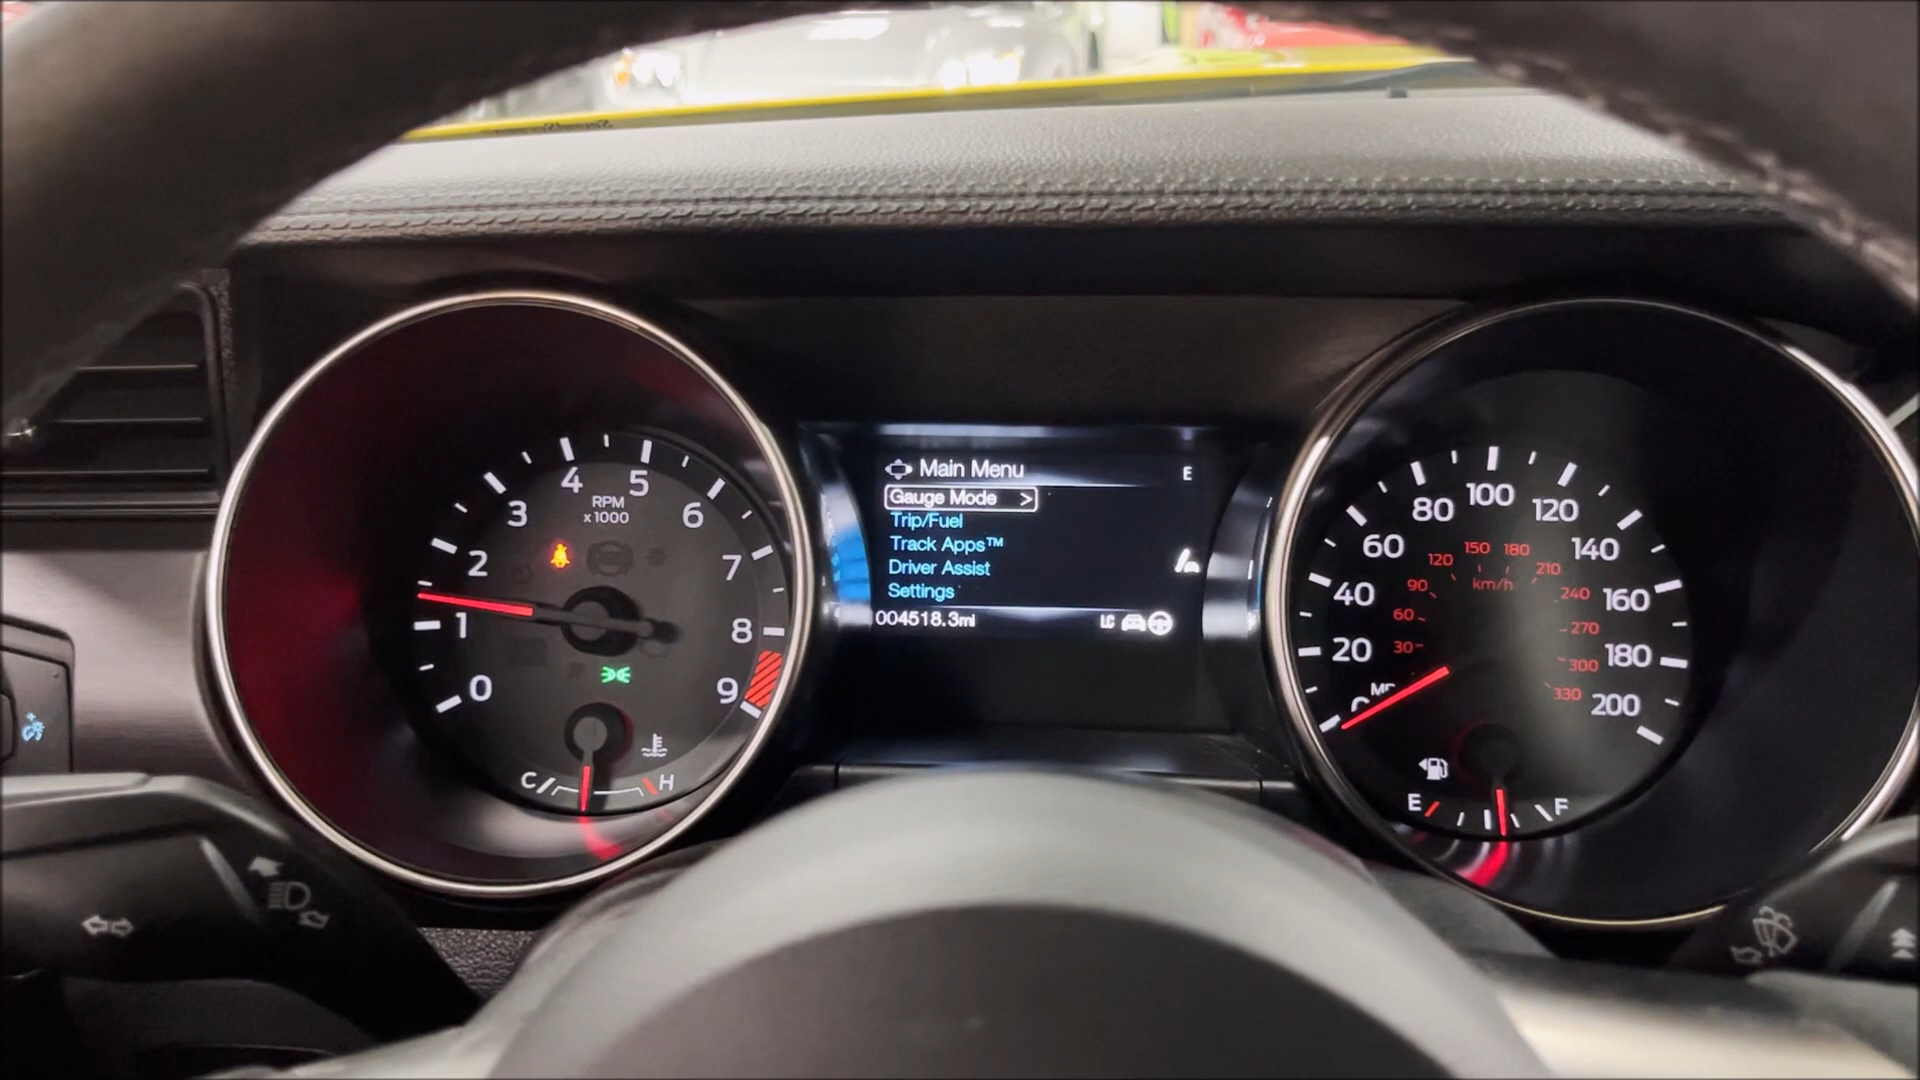 Main Menu
E
Gauge Mode >
Trip/Fuel
Track Apps™
Driver Assist
Settings
004518.3mi
LC
0
1
2
3
4
5
6
7
8
9
RPM
x1000
C
H
20
40
60
80
100
120
140
160
180
200
30
60
90
120
150
180
210
240
270
300
330
km/h
E
F